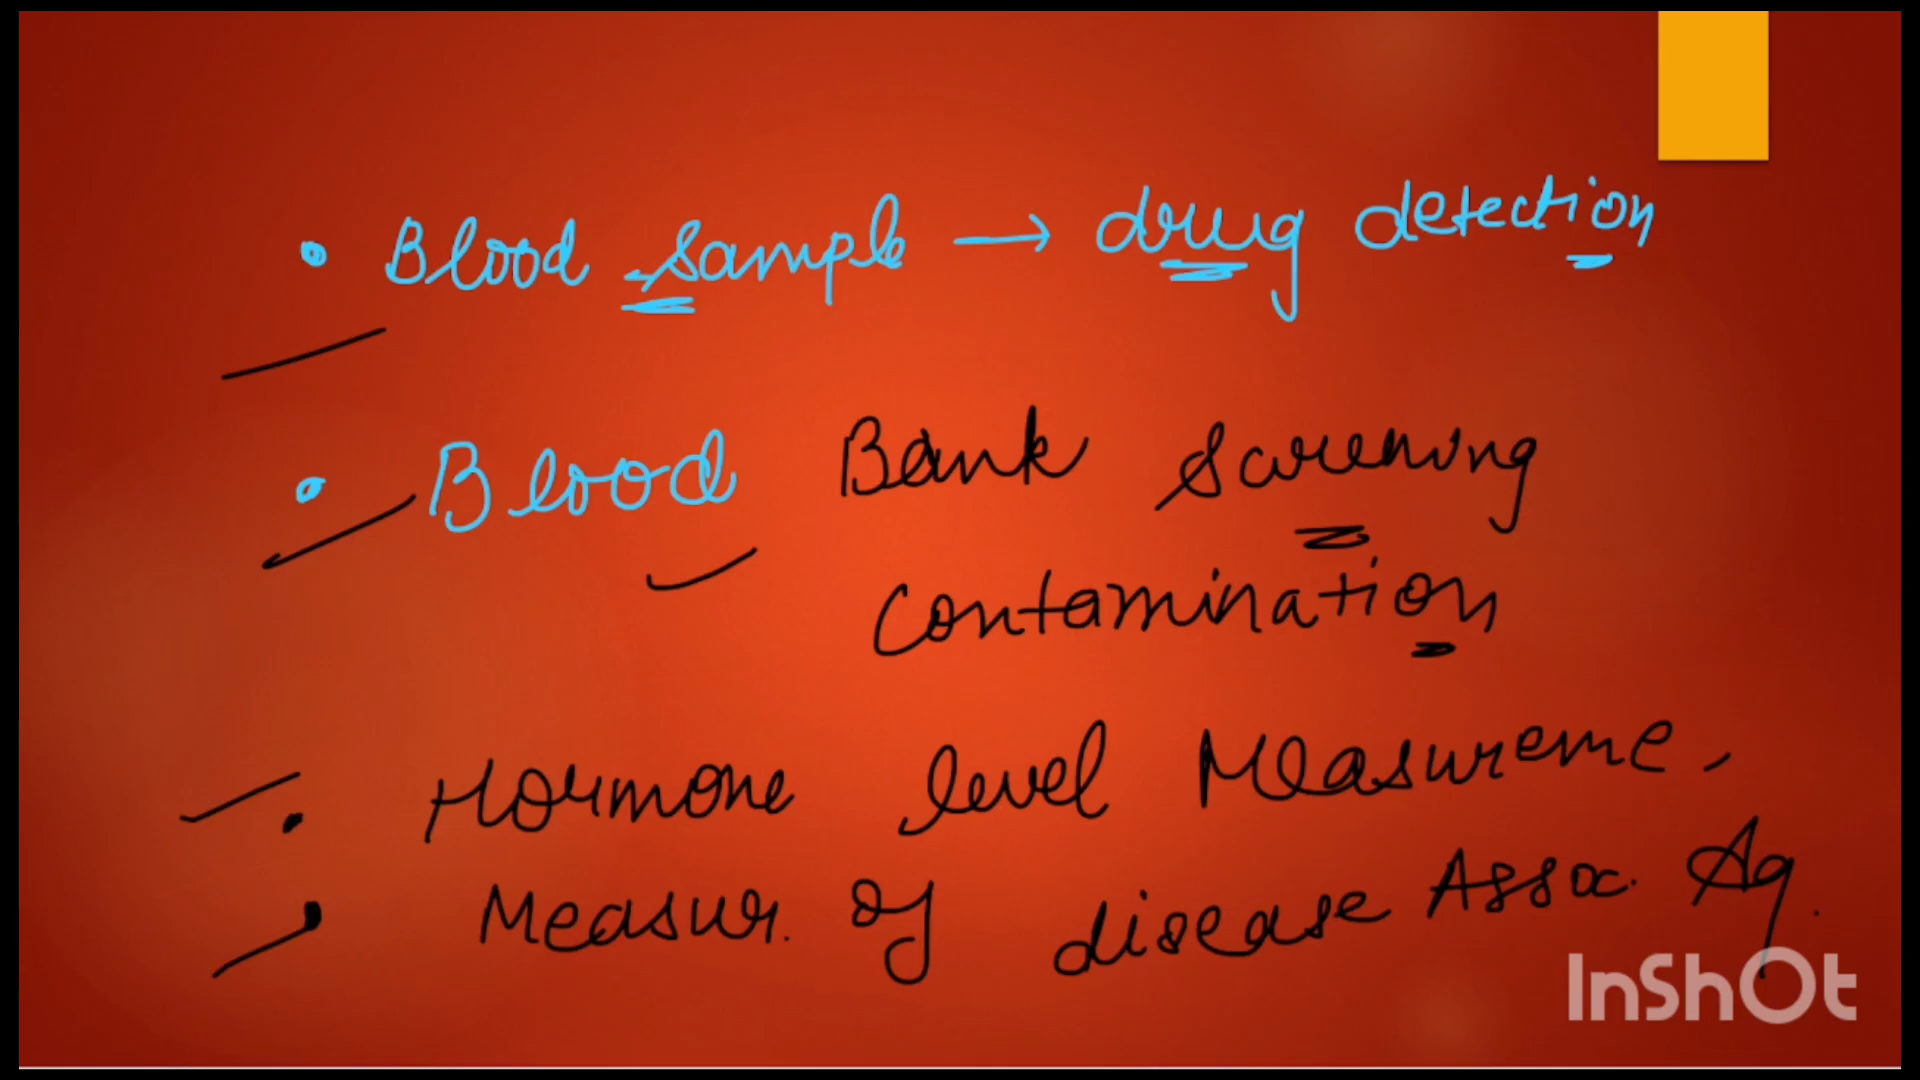 • Blood sample → drug detection
• Blood Bank Screening
Contamination
• Hormone level Measureme,
• Measur. of disease Assoc. Ag.
InShOt